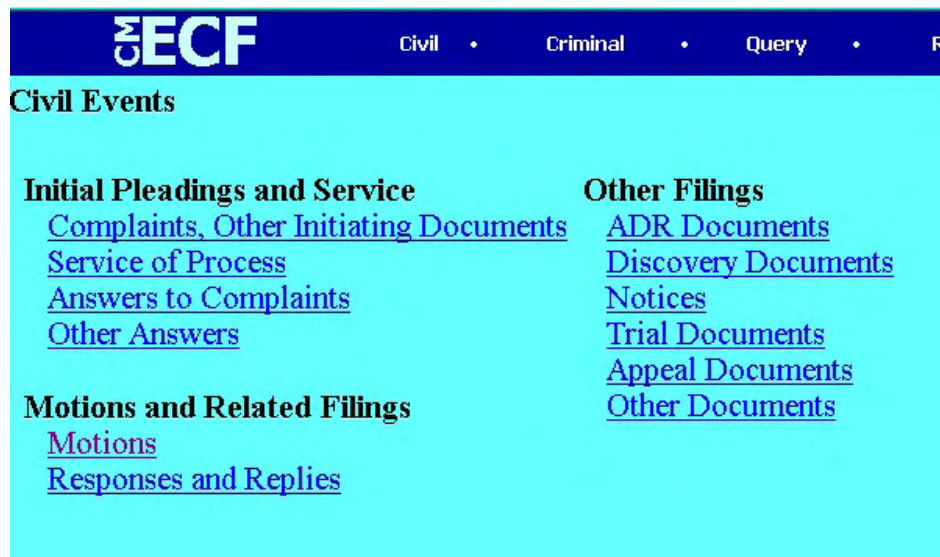 CM ECF Civil • Criminal • Query • R
Civil Events
Initial Pleadings and Service
Complaints, Other Initiating Documents
Service of Process
Answers to Complaints
Other Answers
Motions and Related Filings
Motions
Responses and Replies
Other Filings
ADR Documents
Discovery Documents
Notices
Trial Documents
Appeal Documents
Other Documents